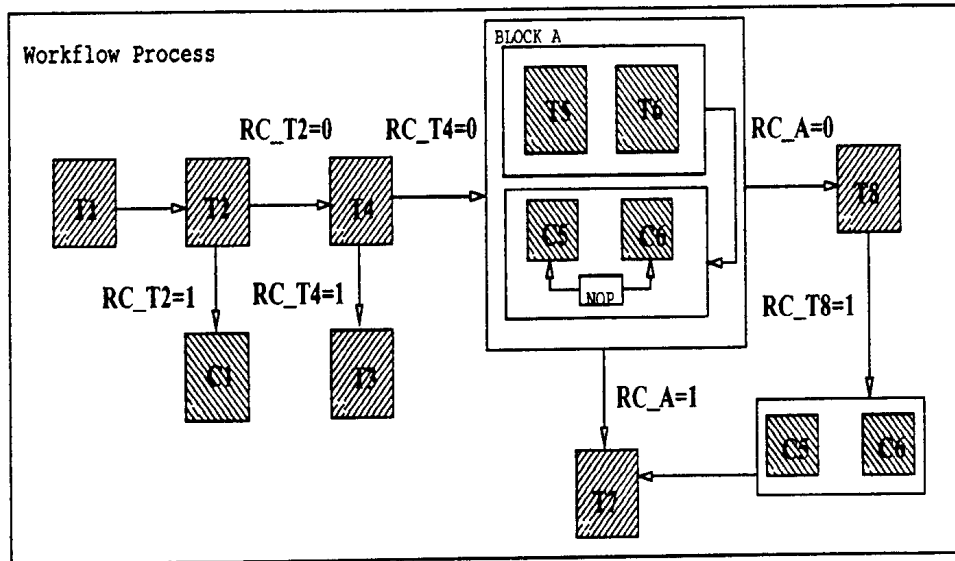 BLOCK A
Workflow Process
T5 T6
RC_T2=0 RC_T4=0 RC_A=0
T1 T2 T4 T8
C5 C6
NOP
RC_T2=1 RC_T4=1 RC_T8=1
C1 T3 RC_A=1
C5 C6
T7